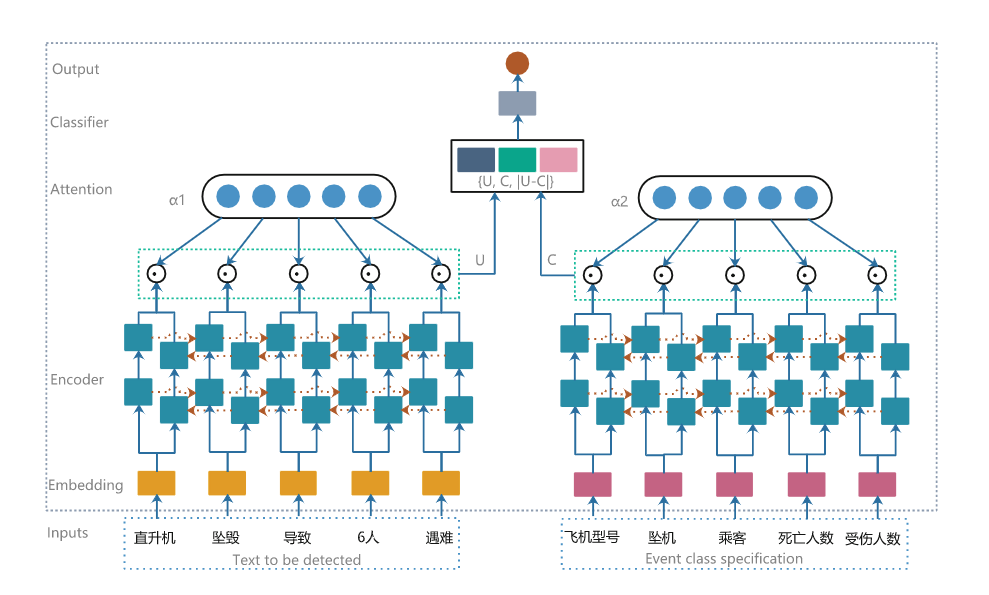 Output
Classifier
{U, C, |U-C|}
Attention
α1
α2
U
C
Encoder
Embedding
Inputs
直升机 坠毁 导致 6人 遇难
Text to be detected
飞机型号 坠机 乘客 死亡人数 受伤人数
Event class specification